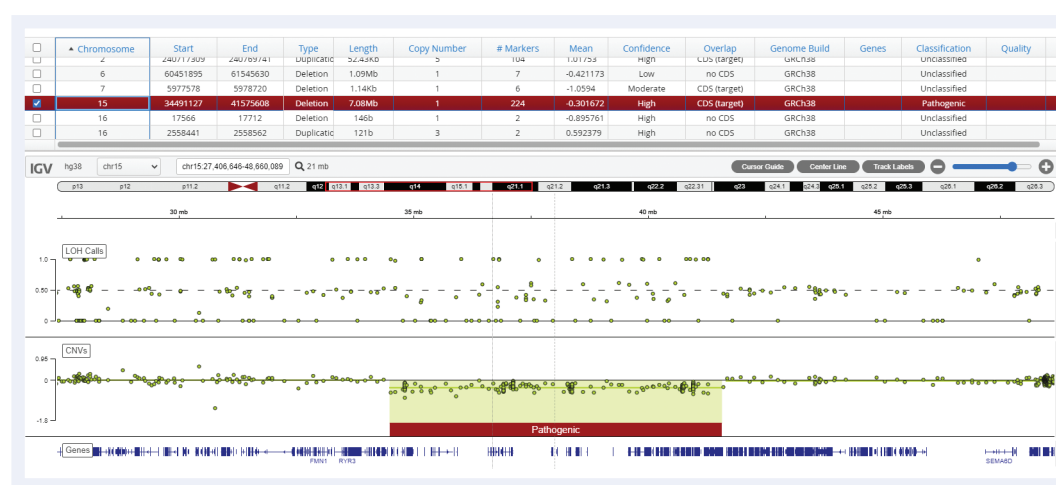 Chromosome Start End Type Length Copy Number # Markers Mean Confidence Overlap Genome Build Genes Classification Quality
2 240717309 240769741 Duplicatic 52.43Kb 5 104 1.01753 High CDS (target) GRCh38 Unclassified
6 60451895 61545630 Deletion 1.09Mb 1 7 -0.421173 Low no CDS GRCh38 Unclassified
7 5977578 5978720 Deletion 1.14Kb 1 6 -1.0594 Moderate CDS (target) GRCh38 Unclassified
15 34491127 41575608 Deletion 7.08Mb 1 224 -0.301672 High CDS (target) GRCh38 Pathogenic
16 17566 17712 Deletion 146b 1 2 -0.895761 High no CDS GRCh38 Unclassified
16 2558441 2558562 Duplicatic 121b 3 2 0.592379 High no CDS GRCh38 Unclassified
IGV hg38 chr15 chr15:27,406,646-48,660,089 21 mb Cursor Guide Center Line Track Labels
p13 p12 p11.2 q11.2 q12 q13.1 q13.3 q14 q15.1 q21.1 q21.2 q21.3 q22.2 q22.31 q23 q24.1 q24.3 q25.1 q25.2 q25.3 q26.1 q26.2 q26.3
30 mb 35 mb 40 mb 45 mb
LOH Calls
1.0
0.50
0
CNVs
0.95
0
-1.8
Pathogenic
Genes
FMN1 RYR3 SEMA6D